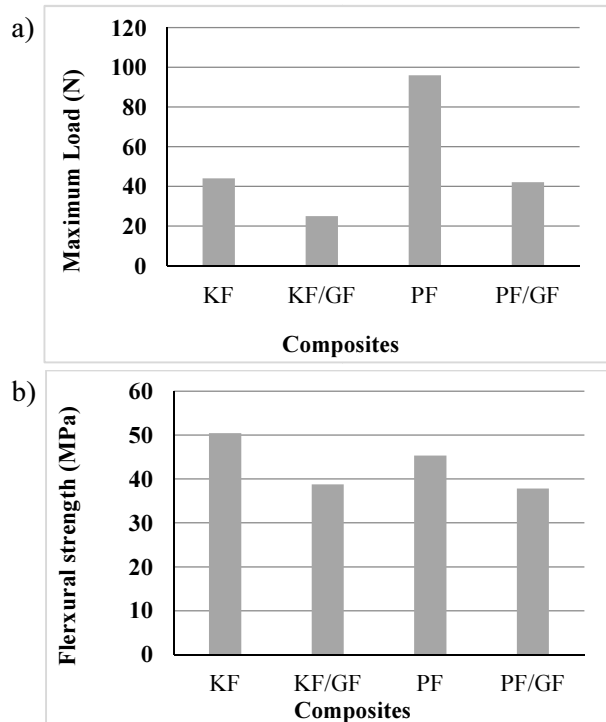 a)
Maximum Load (N)
120
100
80
60
40
20
0
KF KF/GF PF PF/GF
Composites
b)
Flerxural strength (MPa)
60
50
40
30
20
10
0
KF KF/GF PF PF/GF
Composites